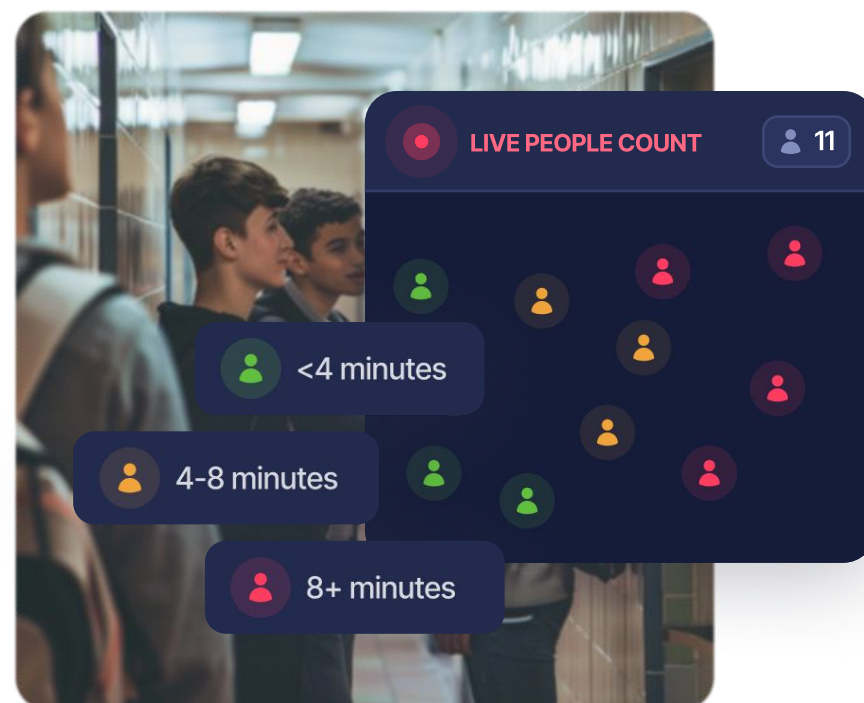 LIVE PEOPLE COUNT
11
<4 minutes
4-8 minutes
8+ minutes